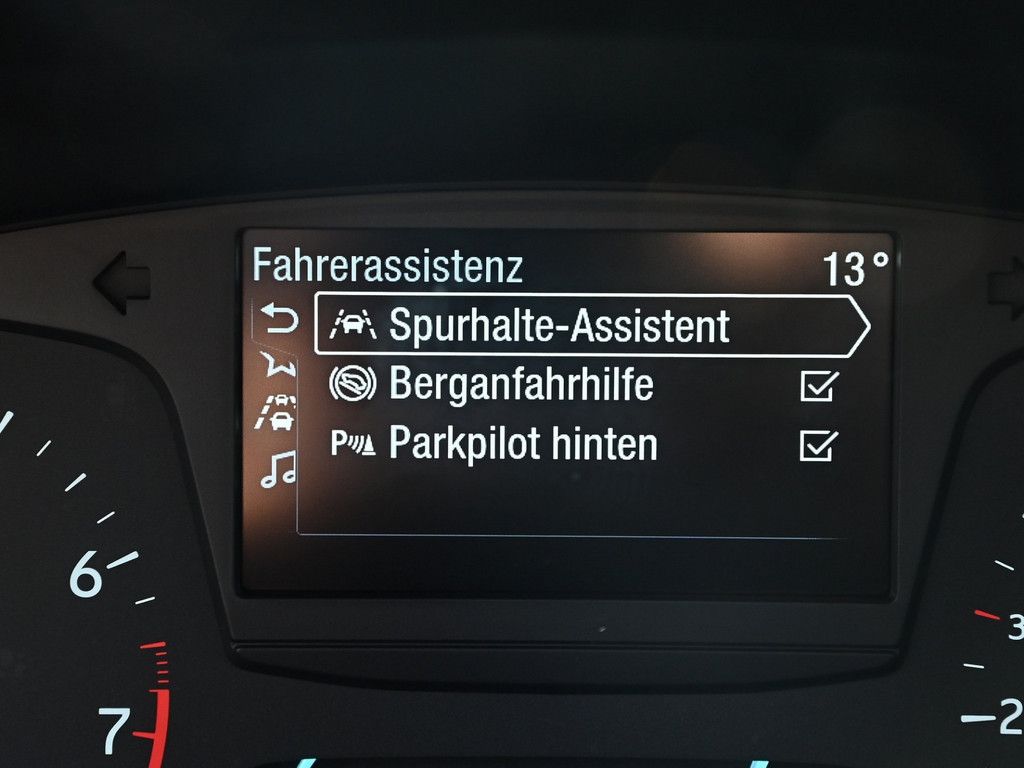 Fahrerassistenz 13°
Spurhalte-Assistent
Berganfahrhilfe
P Parkpilot hinten
6
7
3
2